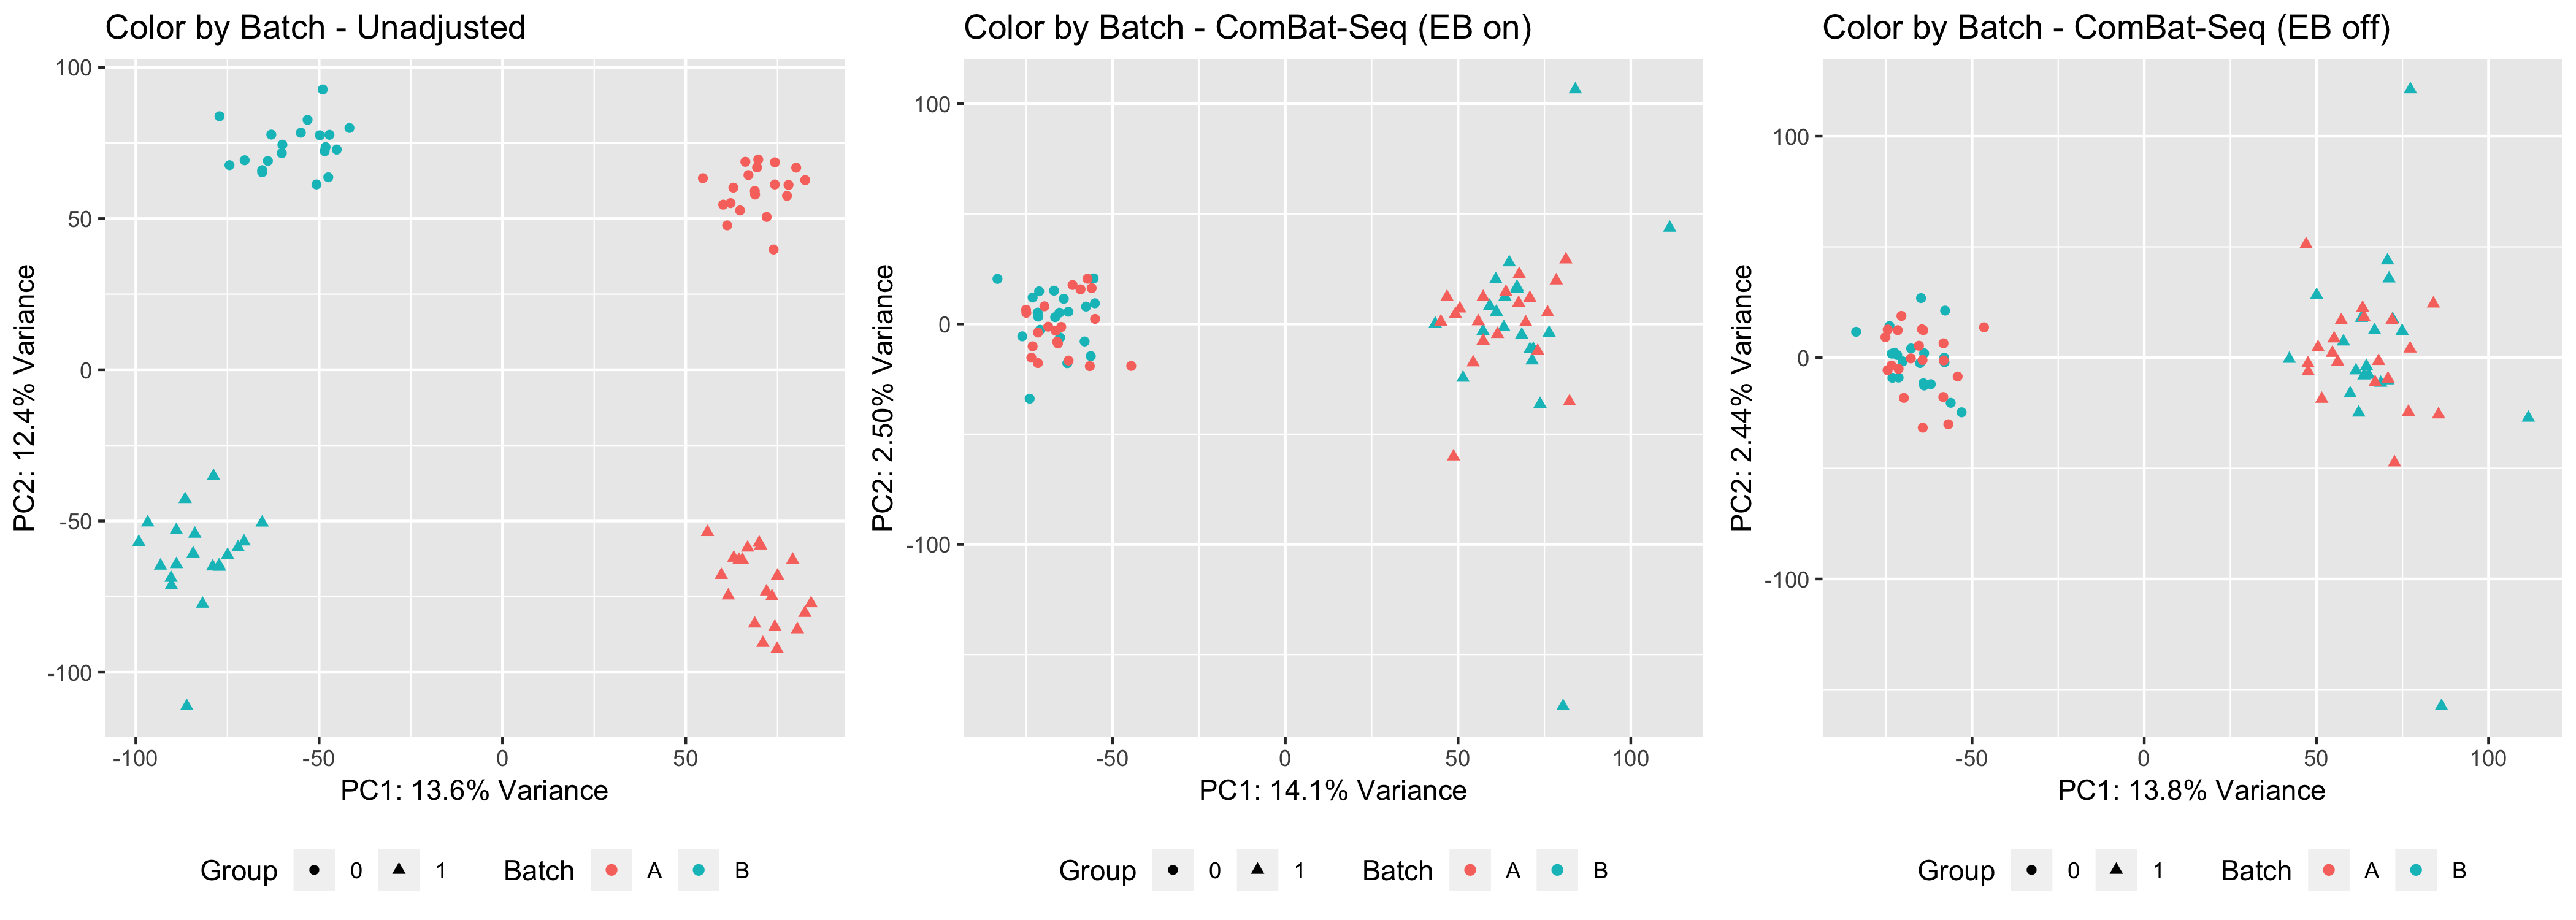 Color by Batch - Unadjusted
100
50
0
-50
-100
PC2: 12.4% Variance
-100
-50
0
50
PC1: 13.6% Variance
Group 0 1 Batch A B
Color by Batch - ComBat-Seq (EB on)
100
0
-100
PC2: 2.50% Variance
-50
0
50
100
PC1: 14.1% Variance
Group 0 1 Batch A B
Color by Batch - ComBat-Seq (EB off)
100
0
-100
PC2: 2.44% Variance
-50
0
50
100
PC1: 13.8% Variance
Group 0 1 Batch A B